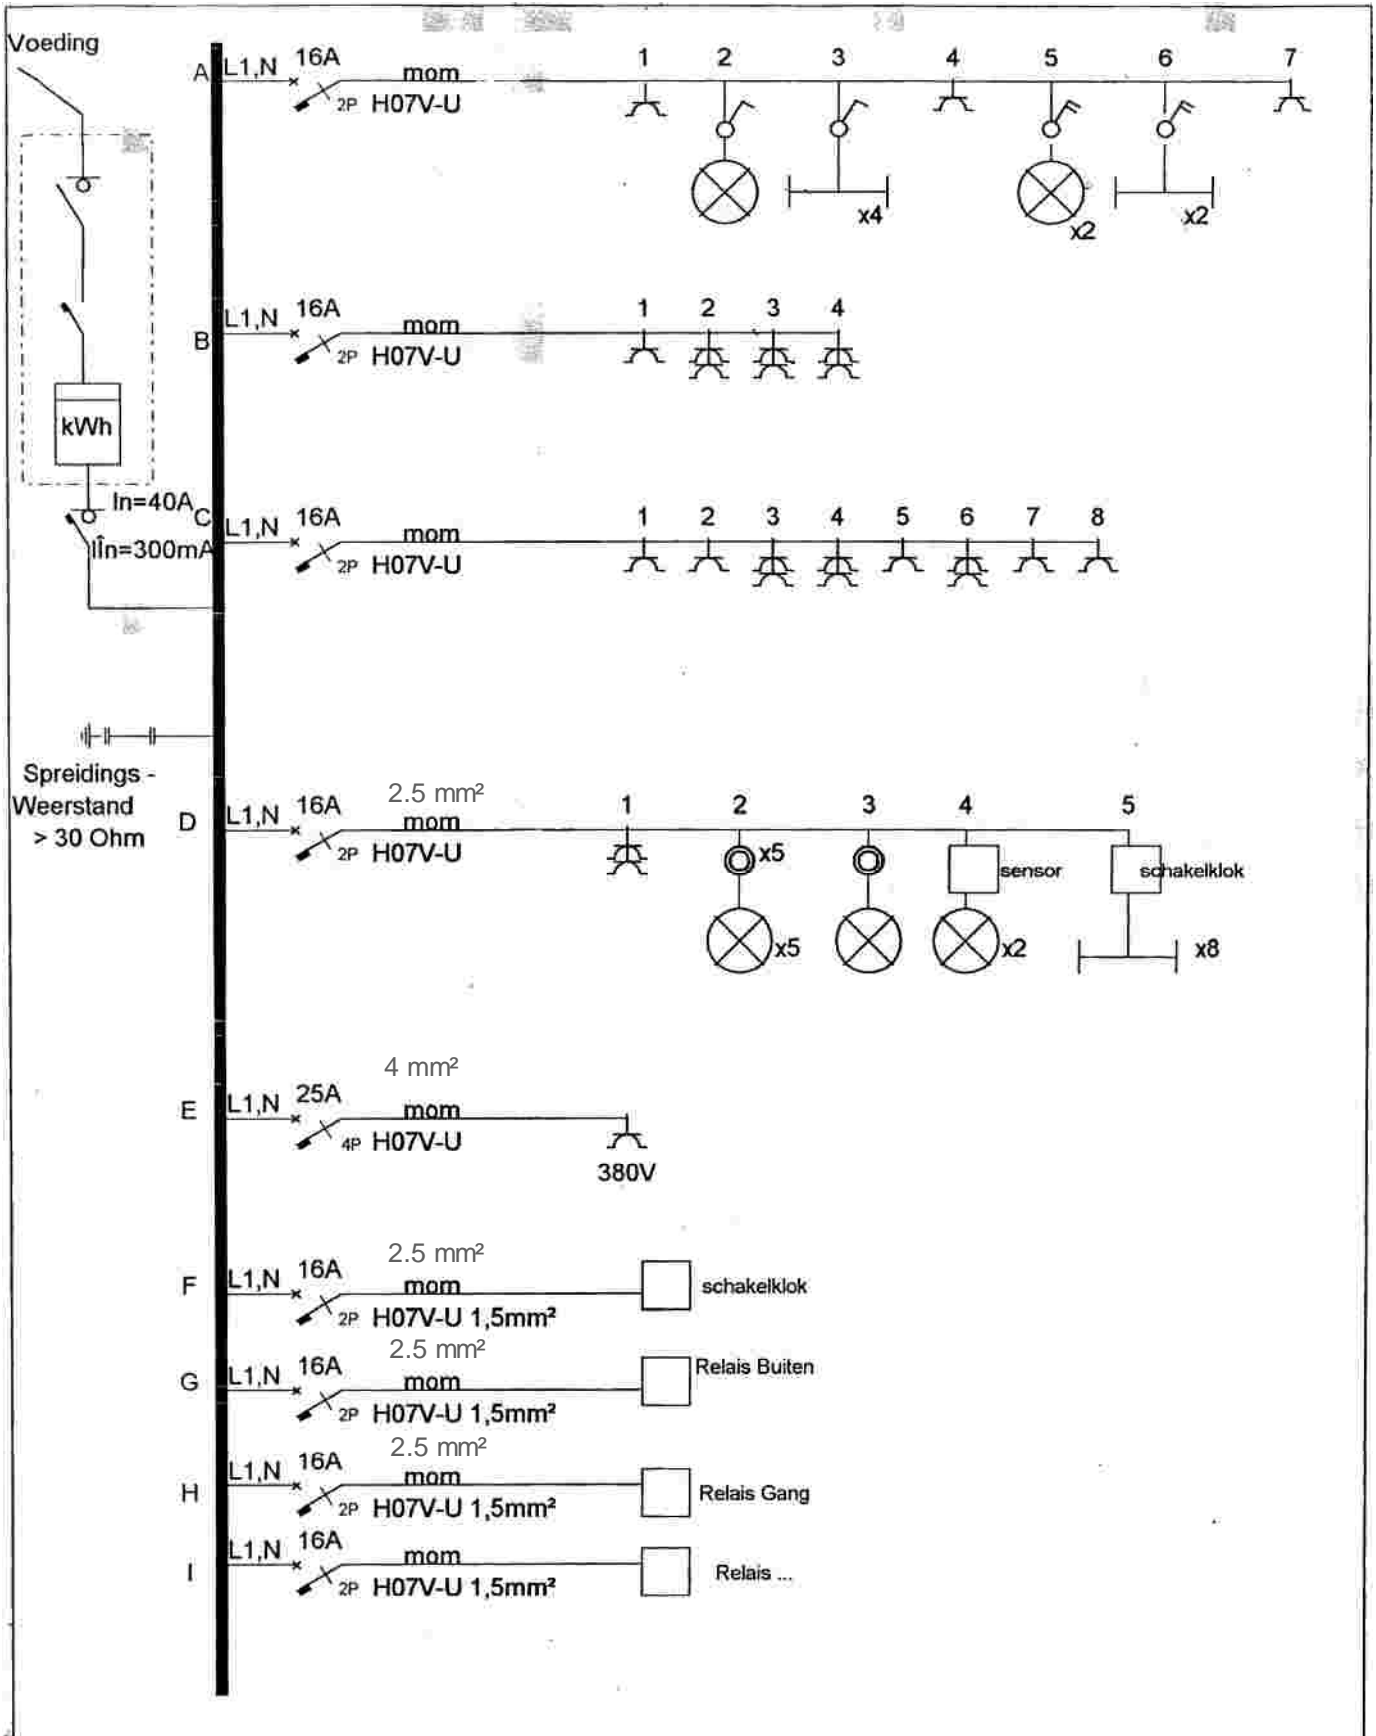 Voeding
A L1,N 16A mom 1 2 3 4 5 6 7
2P H07V-U
x4 x2 x2
B L1,N 16A mom 1 2 3 4
2P H07V-U
kWh
In=40A
C L1,N 16A mom 1 2 3 4 5 6 7 8
IÎn=300mA 2P H07V-U
Spreidings -
Weerstand
> 30 Ohm
2.5 mm²
D L1,N 16A mom 1 2 3 4 5
2P H07V-U
x5 sensor schakelklok
x5 x2 x8
4 mm²
E L1,N 25A mom
4P H07V-U
380V
2.5 mm²
F L1,N 16A mom schakelklok
2P H07V-U 1,5mm²
2.5 mm²
G L1,N 16A mom Relais Buiten
2P H07V-U 1,5mm²
2.5 mm²
H L1,N 16A mom Relais Gang
2P H07V-U 1,5mm²
I L1,N 16A mom Relais ...
2P H07V-U 1,5mm²